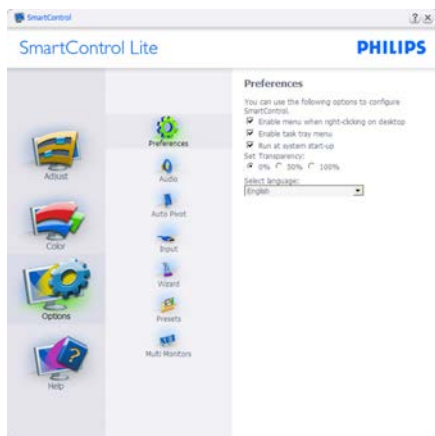 SmartControl
SmartControl Lite
PHILIPS
Adjust
Color
Options
Help
Preferences
Audio
Auto Pivot
Input
Wizard
Presets
Multi Monitors
Preferences
You can use the following options to configure
SmartControl.
Enable menu when right-clicking on desktop
Enable task tray menu
Run at system start-up
Set Transparency:
0% 50% 100%
Select language:
English